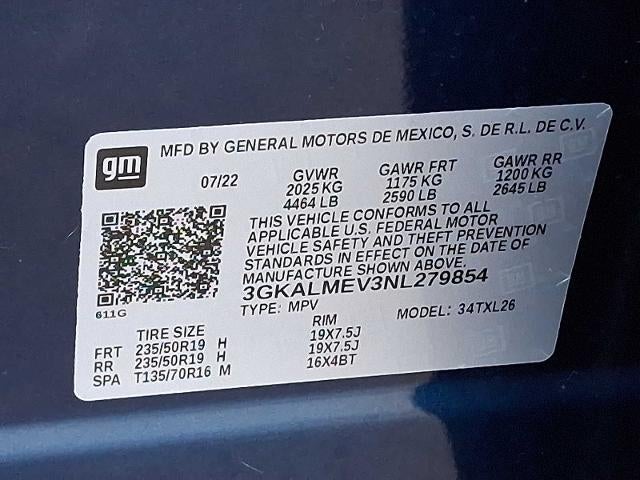 gm
MFD BY GENERAL MOTORS DE MEXICO, S. DE R.L. DE C.V.
07/22 GVWR GAWR FRT GAWR RR
2025 KG 1175 KG 1200 KG
4464 LB 2590 LB 2645 LB
THIS VEHICLE CONFORMS TO ALL
APPLICABLE U.S. FEDERAL MOTOR
VEHICLE SAFETY AND THEFT PREVENTION
STANDARDS IN EFFECT ON THE DATE OF
MANUFACTURE SHOWN ABOVE.
3GKALMEV3NL279854
611G
TYPE: MPV MODEL: 34TXL26
TIRE SIZE RIM
FRT 235/50R19 H 19X7.5J
RR 235/50R19 H 19X7.5J
SPA T135/70R16 M 16X4BT